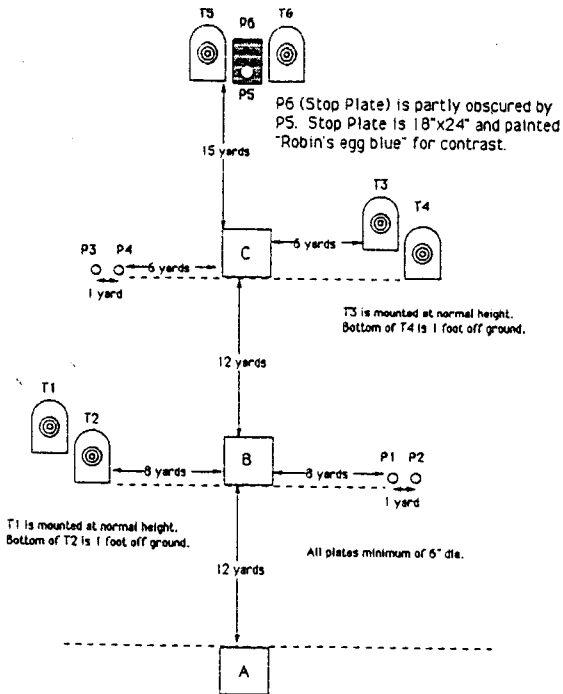 T5 P6 T6
P5
P6 (Stop Plate) is partly obscured by
P5. Stop Plate is 18"x24" and painted
"Robin's egg blue" for contrast.
15 yards
T3
T4
C
6 yards
P3 P4
6 yards
1 yard
T3 is mounted at normal height.
Bottom of T4 is 1 foot off ground.
12 yards
T1
T2
B
8 yards
8 yards
P1 P2
1 yard
T1 is mounted at normal height.
Bottom of T2 is 1 foot off ground.
All plates minimum of 6" dia.
12 yards
A